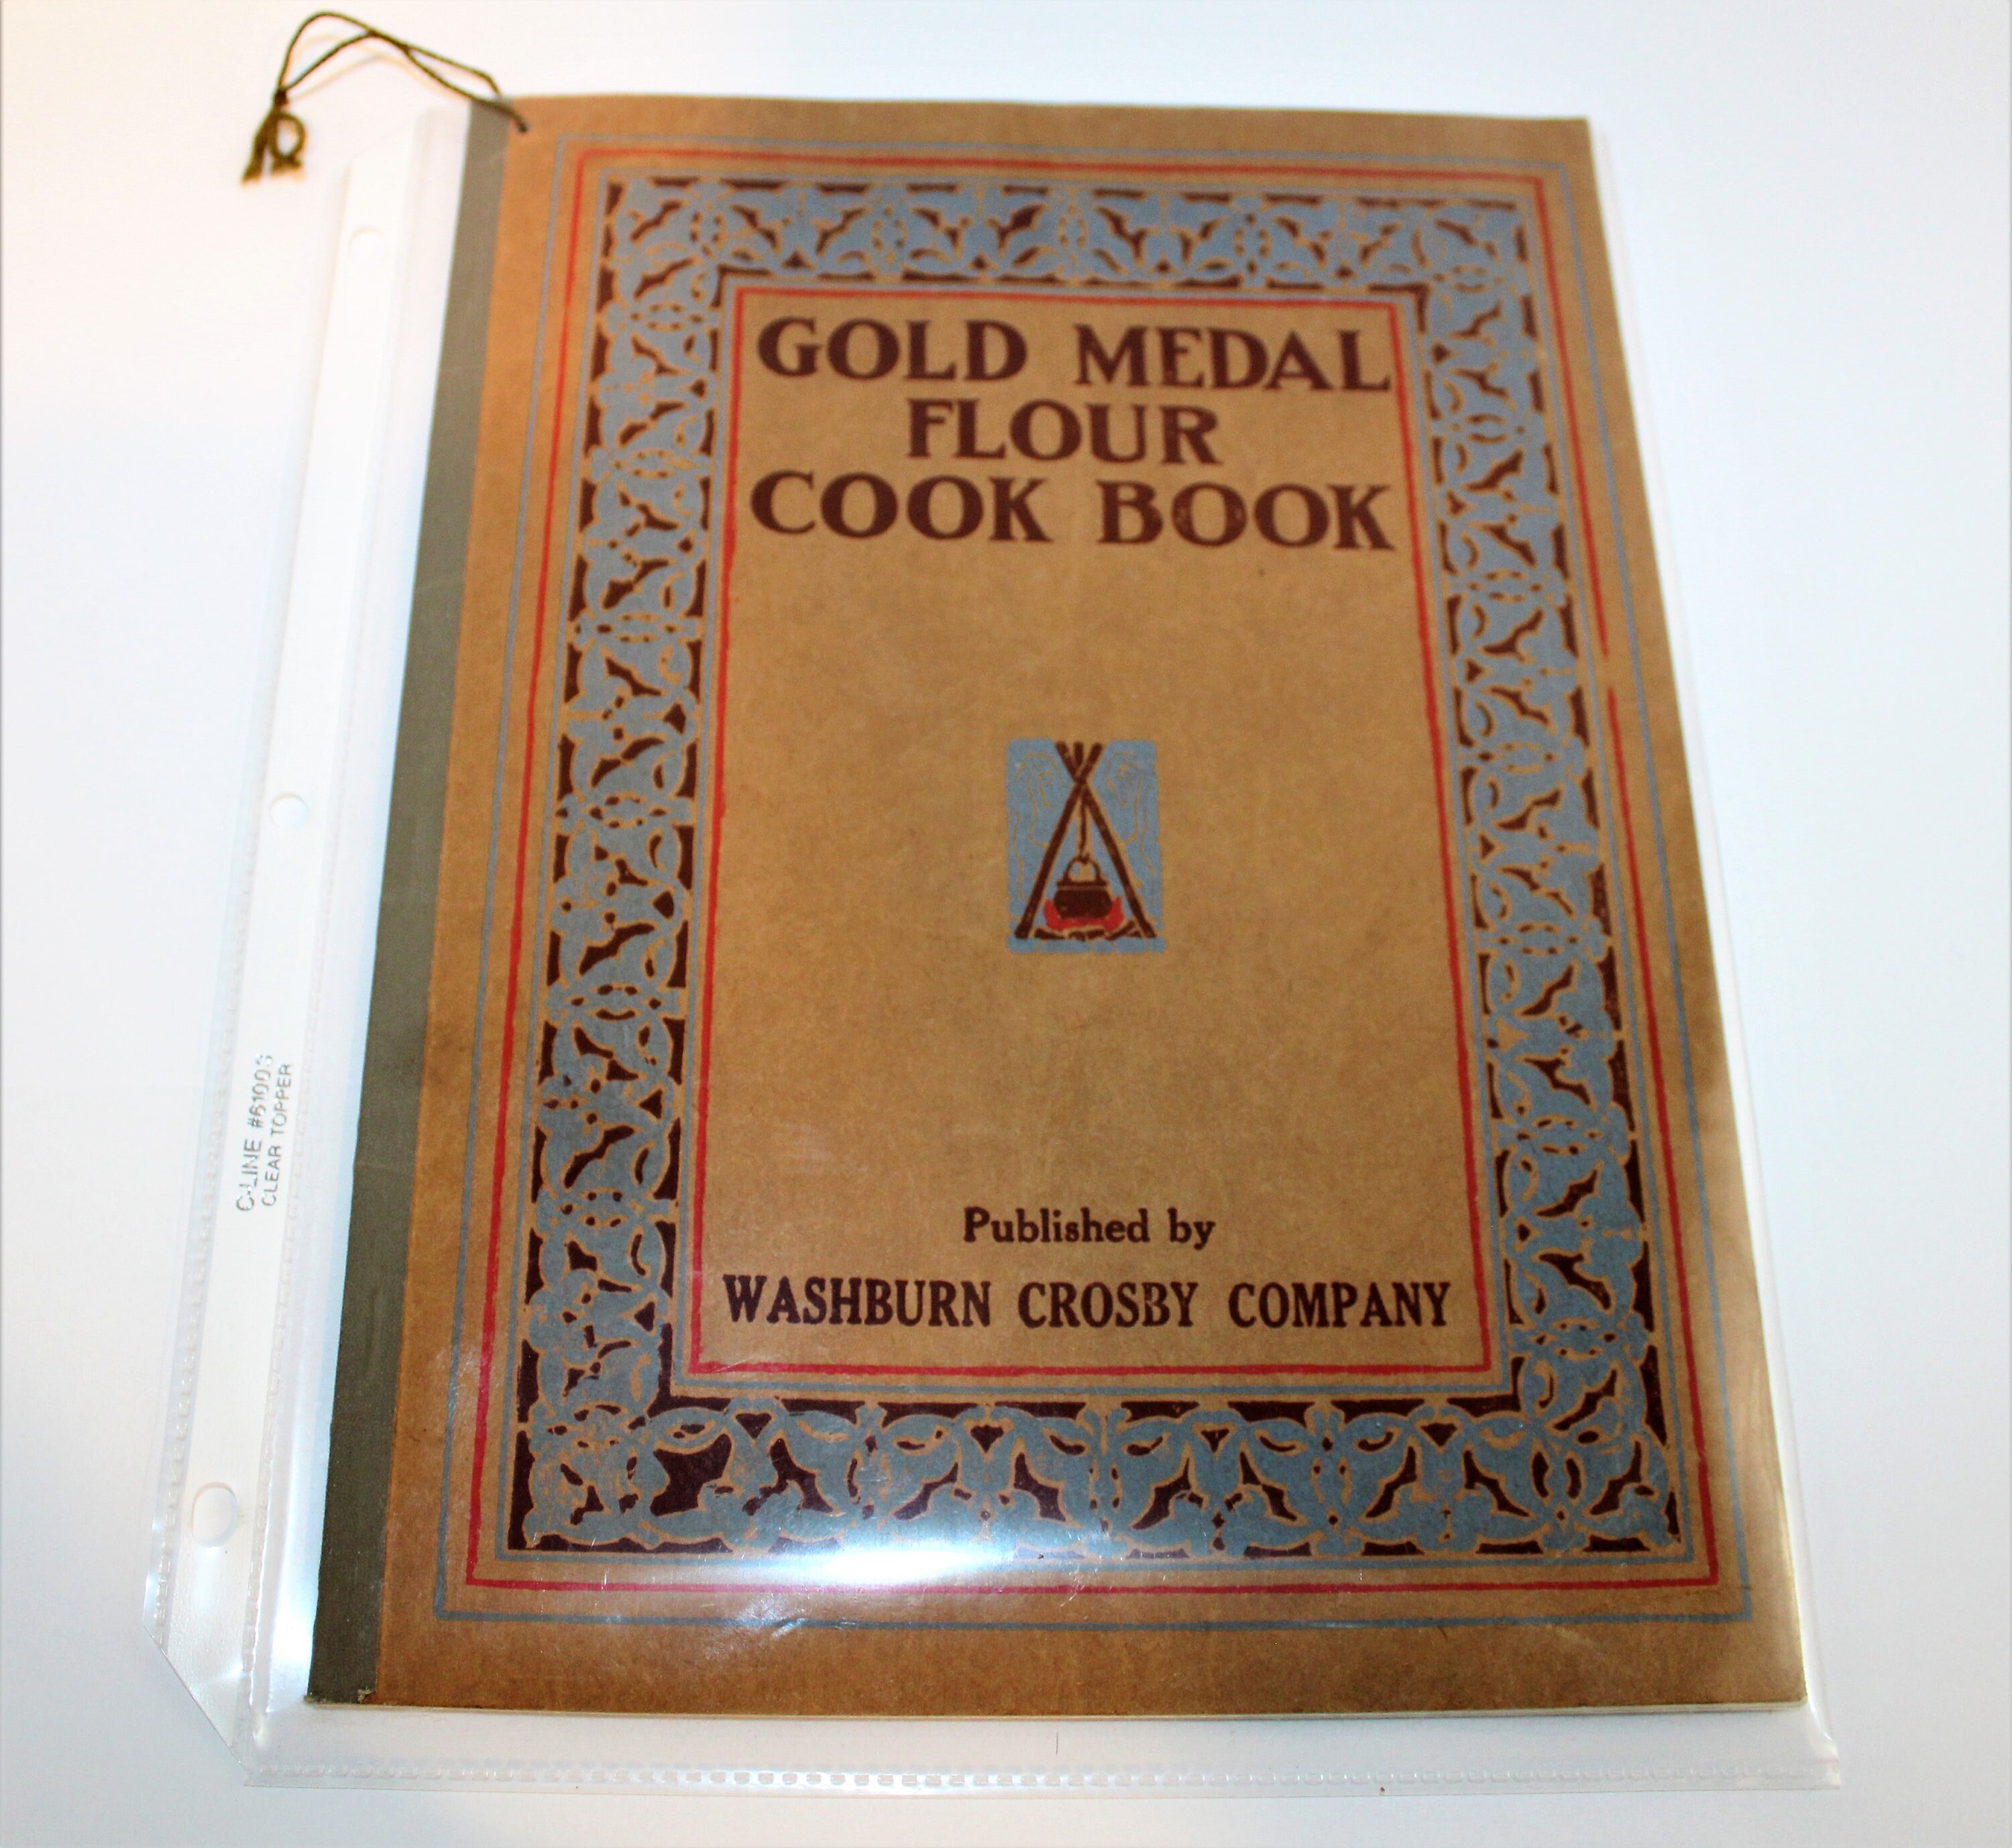 GOLD MEDAL
FLOUR
COOK BOOK
Published by
WASHBURN CROSBY COMPANY
C-LINE #61003
CLEAR TOPPER